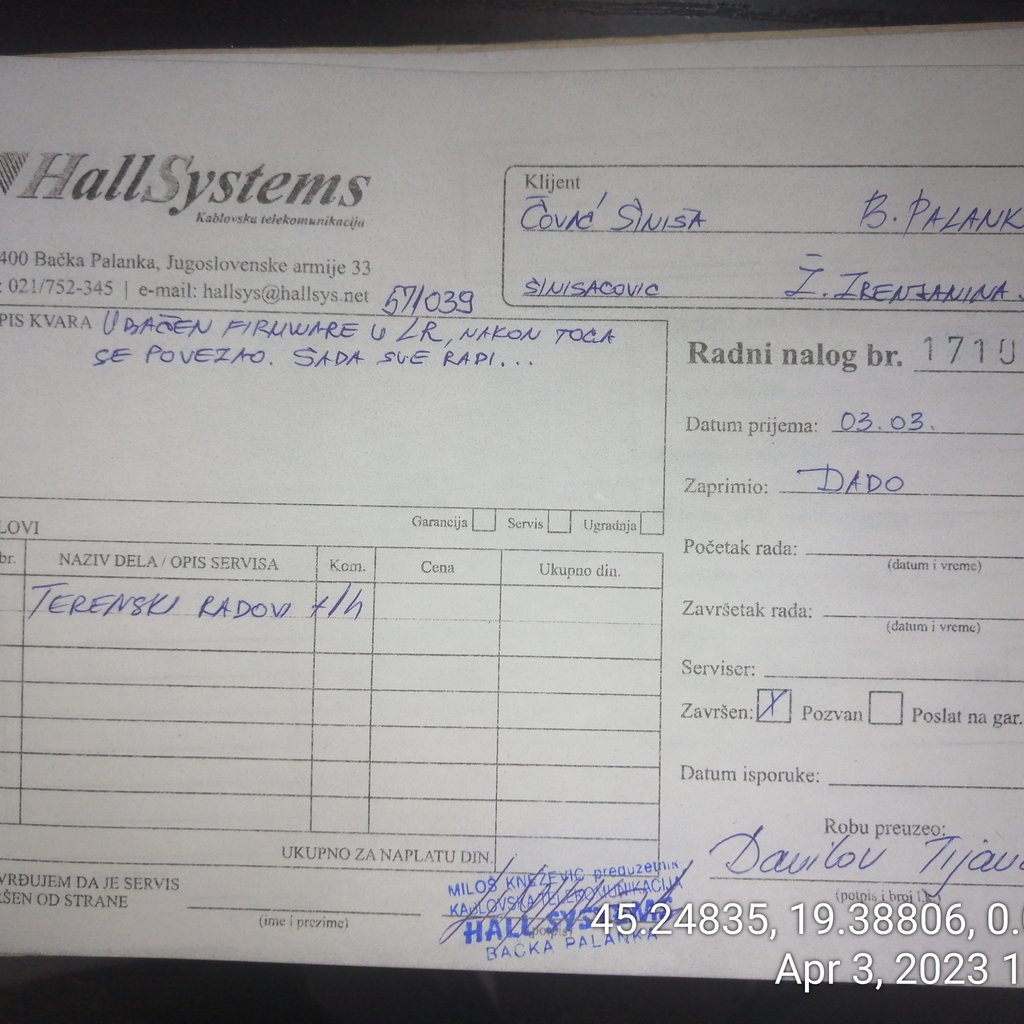 HallSystems
Kablovska telekomunikacija
400 Bačka Palanka, Jugoslovenske armije 33
: 021/752-345 | e-mail: hallsys@hallsys.net
Klijent
ČOVIĆ SINIŠA B. PALANK
SINISACOVIC Ž. ZRENJANINA
57/039
PIS KVARA UBAČEN FIRMWARE U LR, NAKON TOGA
SE POVEZAO. SADA SVE RADI...
Radni nalog br. 1710
Datum prijema: 03.03.
Zaprimio: DADO
Početak rada:
(datum i vreme)
Završetak rada:
(datum i vreme)
Serviser:
Završen: X Pozvan Poslat na gar.
Datum isporuke:
Robu preuzeo:
Danilov Tijana
(potpis i broj l.k.)
Garancija Servis Ugradnja
LOVI
br. NAZIV DELA / OPIS SERVISA Kom. Cena Ukupno din.
TERENSKI RADOVI 1h
UKUPNO ZA NAPLATU DIN.
VRĐUJEM DA JE SERVIS
RŠEN OD STRANE
(ime i prezime)
(potpis)
MILOŠ KNEŽEVIĆ preduzetnik
KABLOVSKA TELEKOMUNIKACIJA
HALL SYSTEMS
BAČKA PALANKA
45.24835, 19.38806, 0.
Apr 3, 2023 1